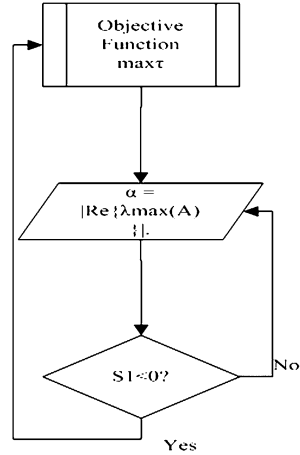 Objective
Function
maxτ
α =
|Re{λmax(A)
}|.
S1<0?
No
Yes